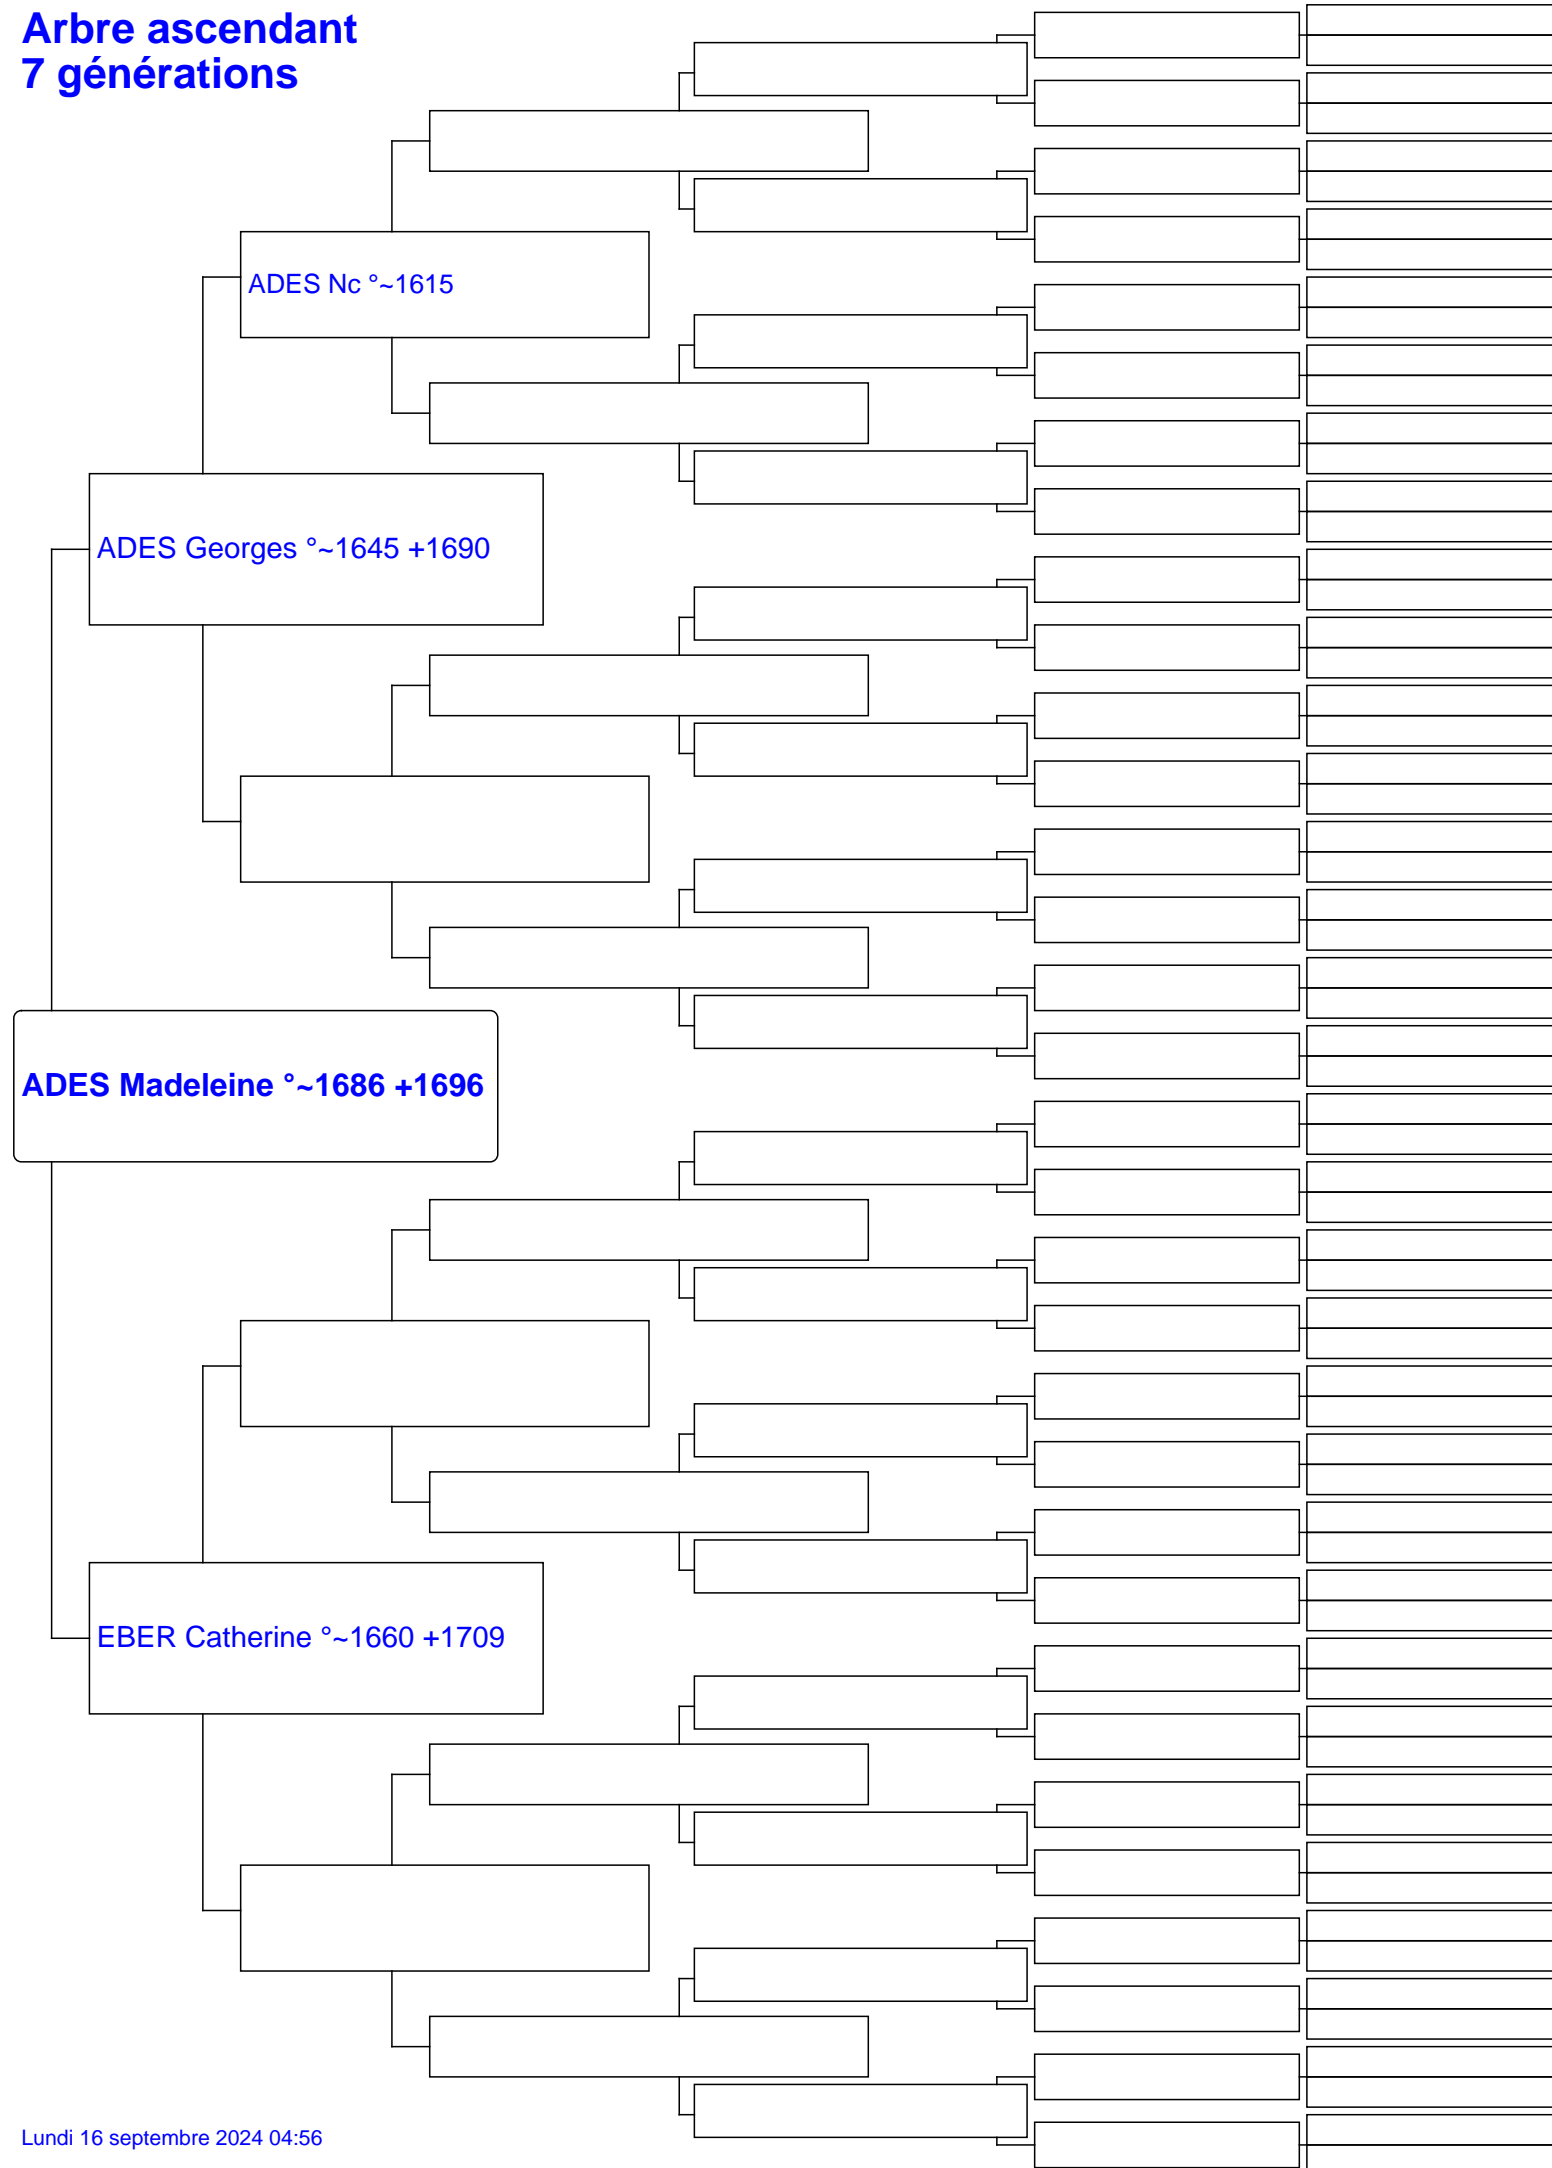 Arbre ascendant
7 générations
ADES Nc °~1615
ADES Georges °~1645 +1690
ADES Madeleine °~1686 +1696
EBER Catherine °~1660 +1709
Lundi 16 septembre 2024 04:56